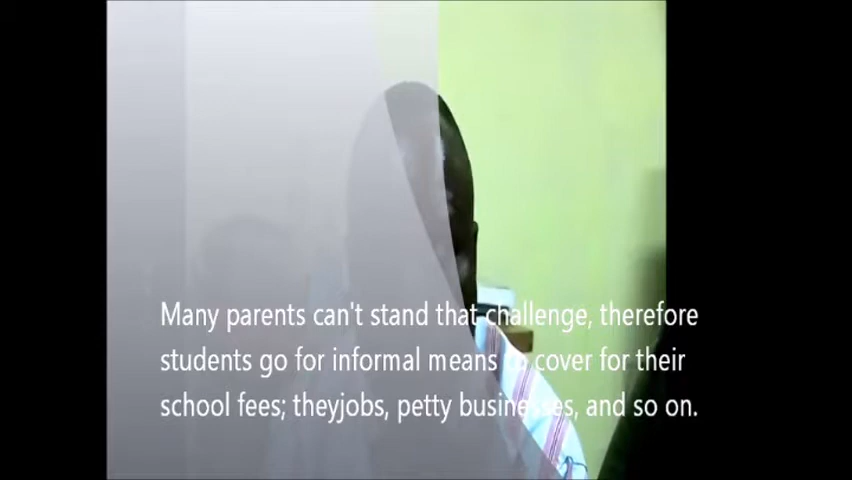 Many parents can't stand that challenge, therefore
students go for informal means to cover for their
school fees; theyjobs, petty businesses, and so on.